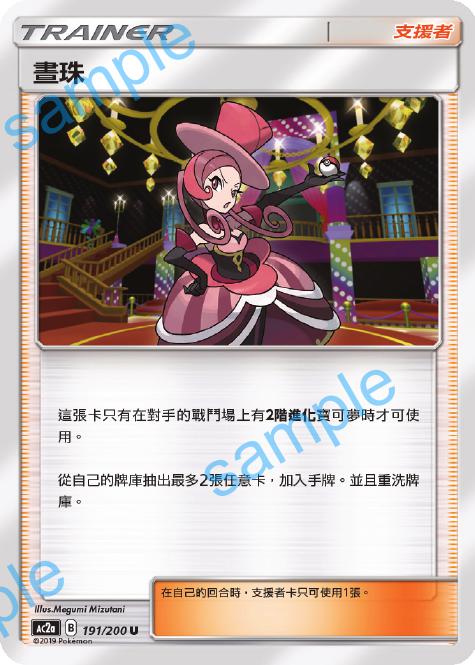 TRAINER
支援者
晝珠
sample
這張卡只有在對手的戰鬥場上有2階進化寶可夢時才可使
用。
sample
從自己的牌庫抽出最多2張任意卡，加入手牌。並且重洗牌
庫。
sample
在自己的回合時，支援者卡只可使用1張。
Illus.Megumi Mizutani
AC2a B 191/200 U
©2019 Pokémon